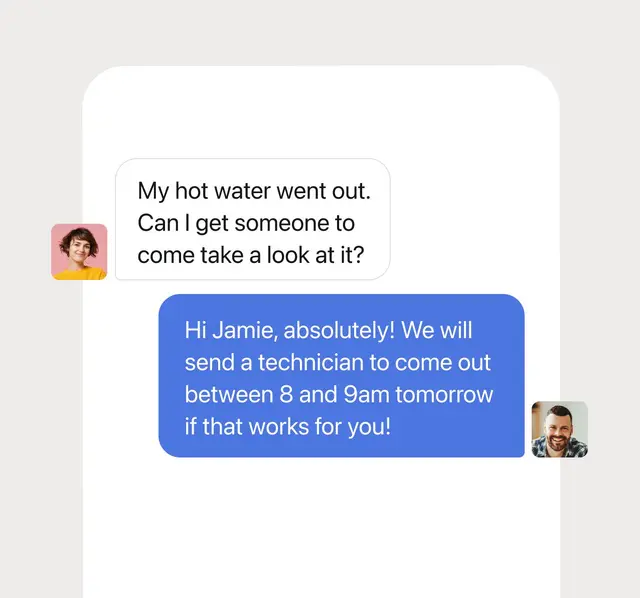 My hot water went out.
Can I get someone to
come take a look at it?
Hi Jamie, absolutely! We will
send a technician to come out
between 8 and 9am tomorrow
if that works for you!